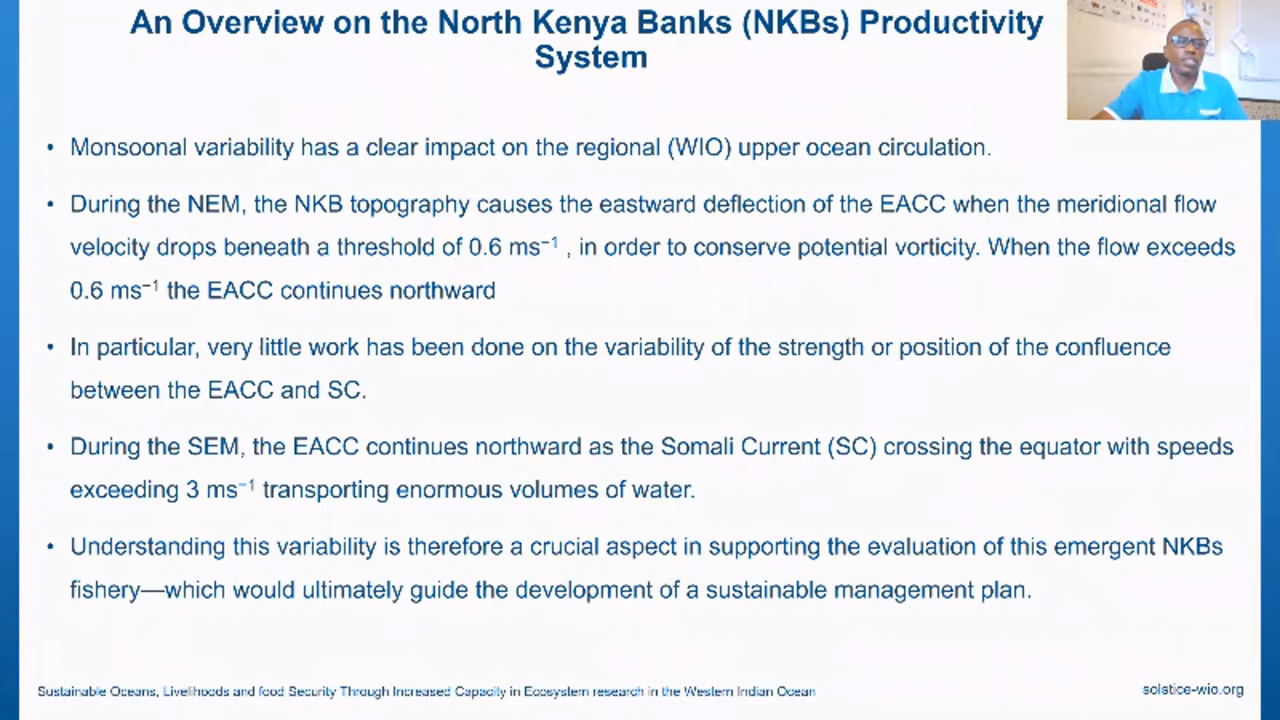 An Overview on the North Kenya Banks (NKBs) Productivity
System
• Monsoonal variability has a clear impact on the regional (WIO) upper ocean circulation.
• During the NEM, the NKB topography causes the eastward deflection of the EACC when the meridional flow
velocity drops beneath a threshold of 0.6 ms⁻¹ , in order to conserve potential vorticity. When the flow exceeds
0.6 ms⁻¹ the EACC continues northward
• In particular, very little work has been done on the variability of the strength or position of the confluence
between the EACC and SC.
• During the SEM, the EACC continues northward as the Somali Current (SC) crossing the equator with speeds
exceeding 3 ms⁻¹ transporting enormous volumes of water.
• Understanding this variability is therefore a crucial aspect in supporting the evaluation of this emergent NKBs
fishery—which would ultimately guide the development of a sustainable management plan.
Sustainable Oceans, Livelihoods and food Security Through Increased Capacity in Ecosystem research in the Western Indian Ocean
solstice-wio.org